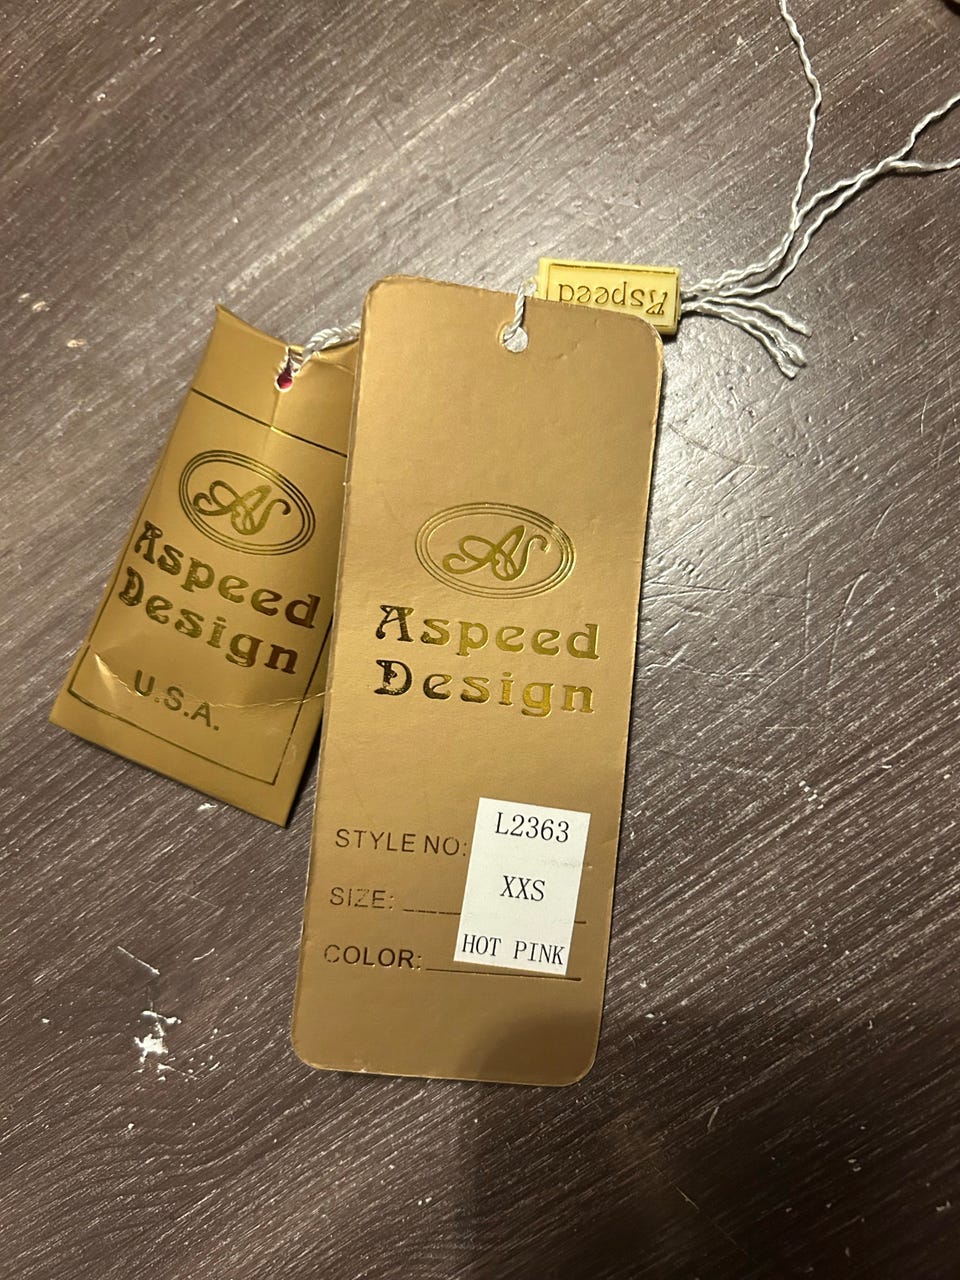 Aspeed
AS
Aspeed
Design
U.S.A.
AS
Aspeed
Design
STYLE NO: L2363
SIZE: XXS
COLOR: HOT PINK